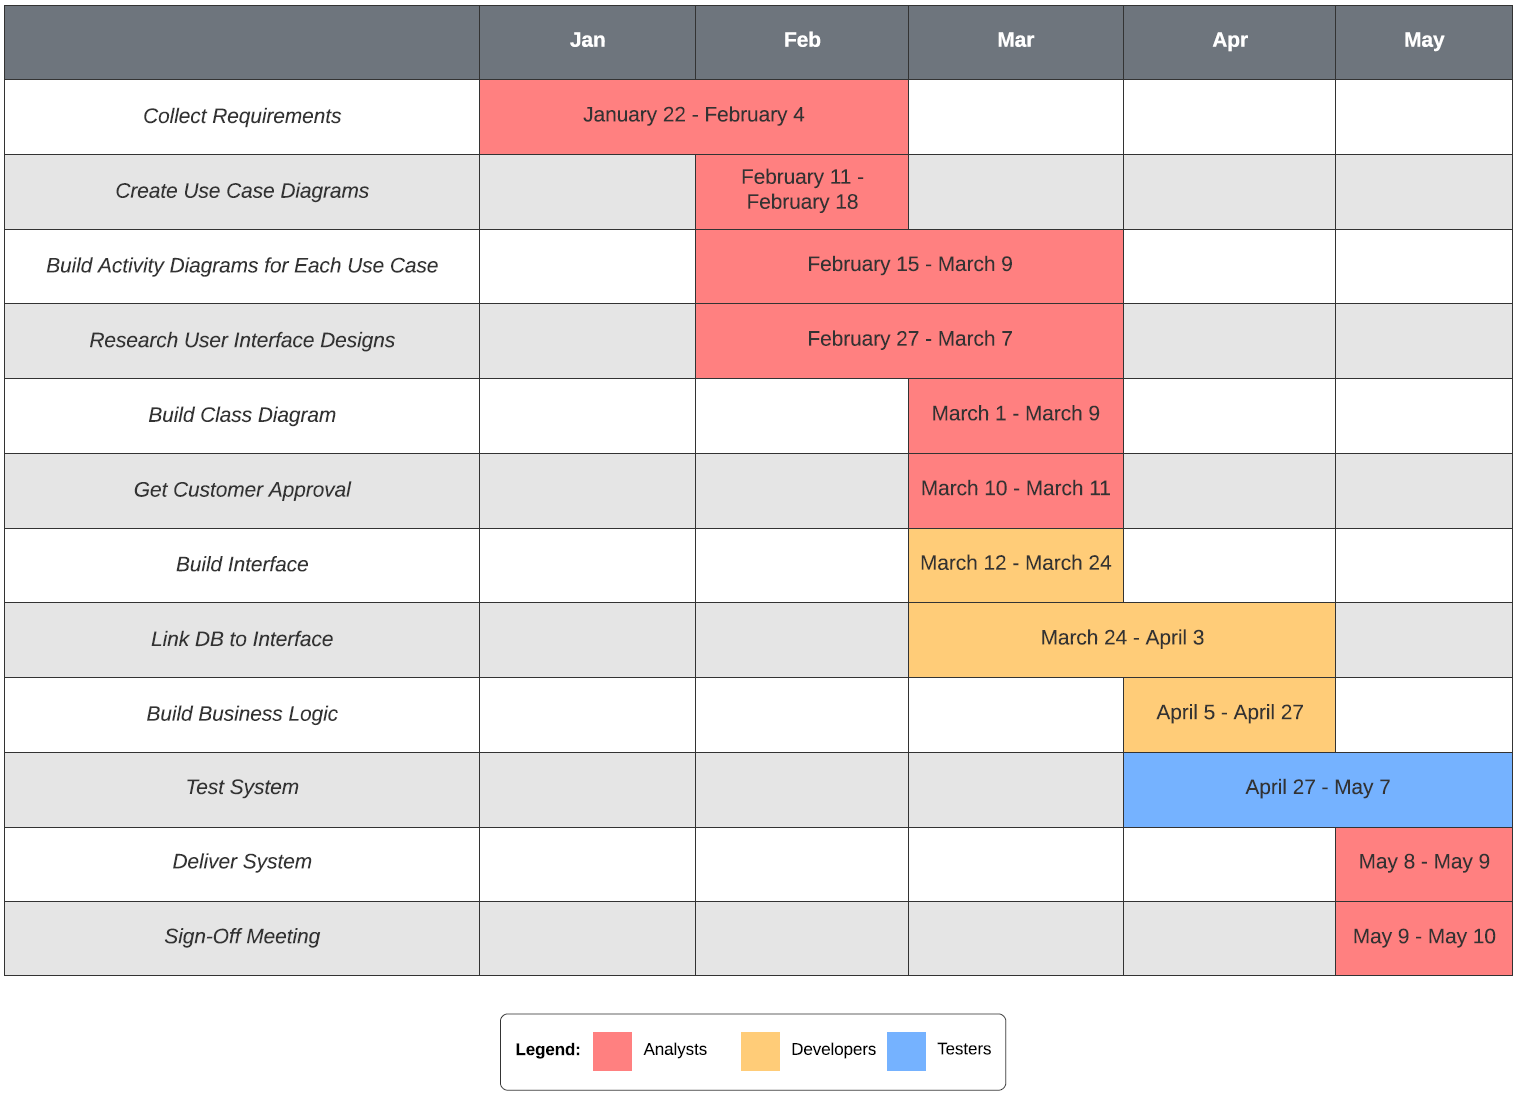 Jan Feb Mar Apr May
Collect Requirements January 22 - February 4
Create Use Case Diagrams February 11 -
February 18
Build Activity Diagrams for Each Use Case February 15 - March 9
Research User Interface Designs February 27 - March 7
Build Class Diagram March 1 - March 9
Get Customer Approval March 10 - March 11
Build Interface March 12 - March 24
Link DB to Interface March 24 - April 3
Build Business Logic April 5 - April 27
Test System April 27 - May 7
Deliver System May 8 - May 9
Sign-Off Meeting May 9 - May 10
Legend: Analysts Developers Testers